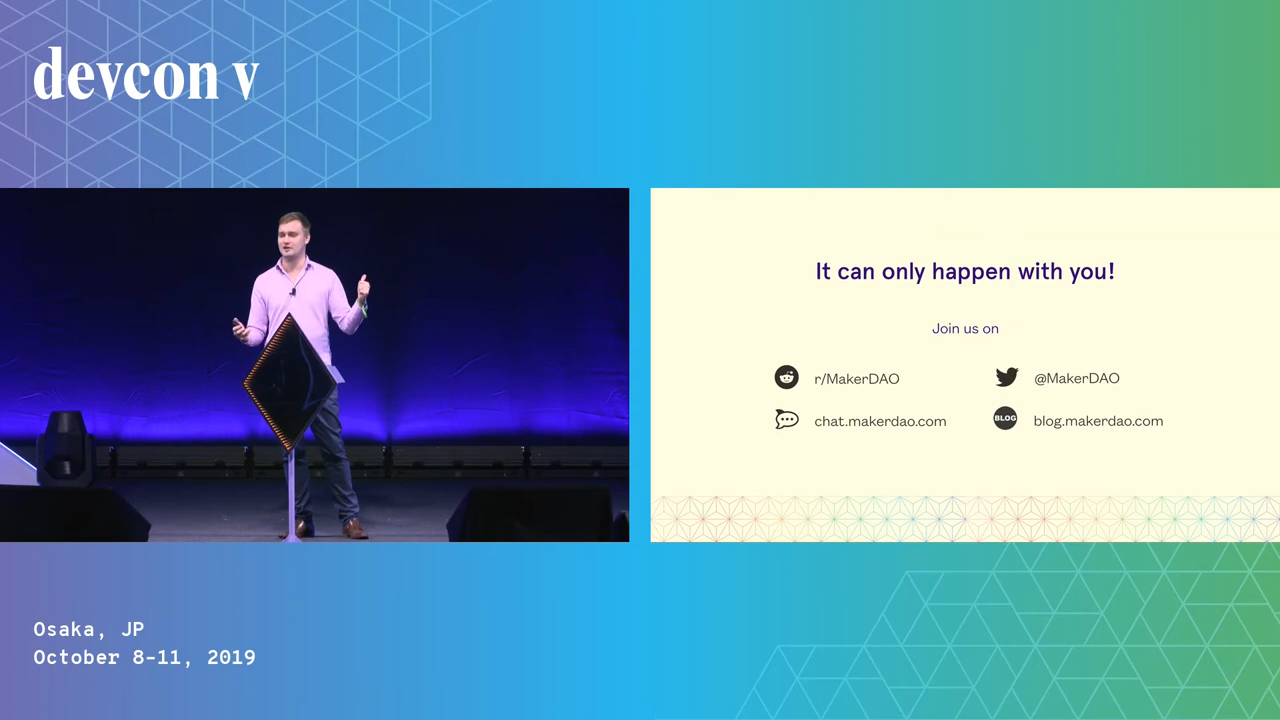 devcon v
It can only happen with you!
Join us on
r/MakerDAO
@MakerDAO
chat.makerdao.com
BLOG
blog.makerdao.com
Osaka, JP
October 8-11, 2019